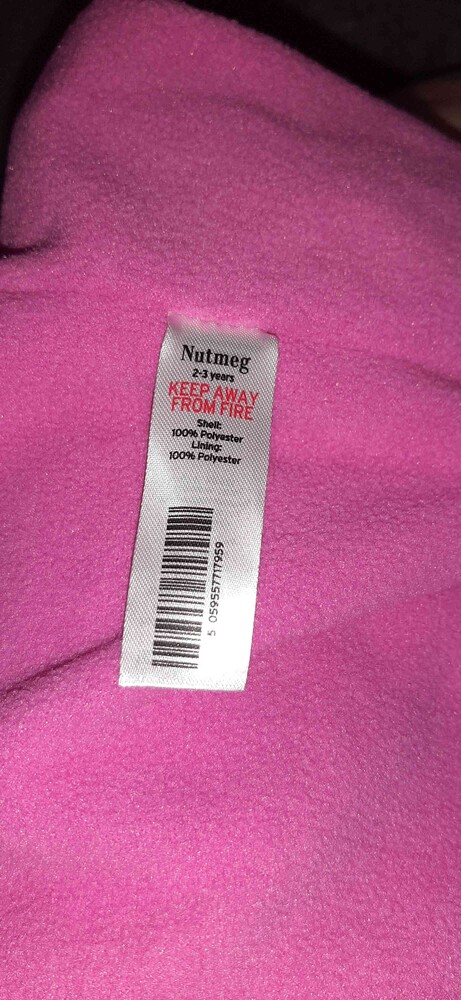 Nutmeg
2-3 years
KEEP AWAY
FROM FIRE
Shell:
100% Polyester
Lining:
100% Polyester
5 059557717959